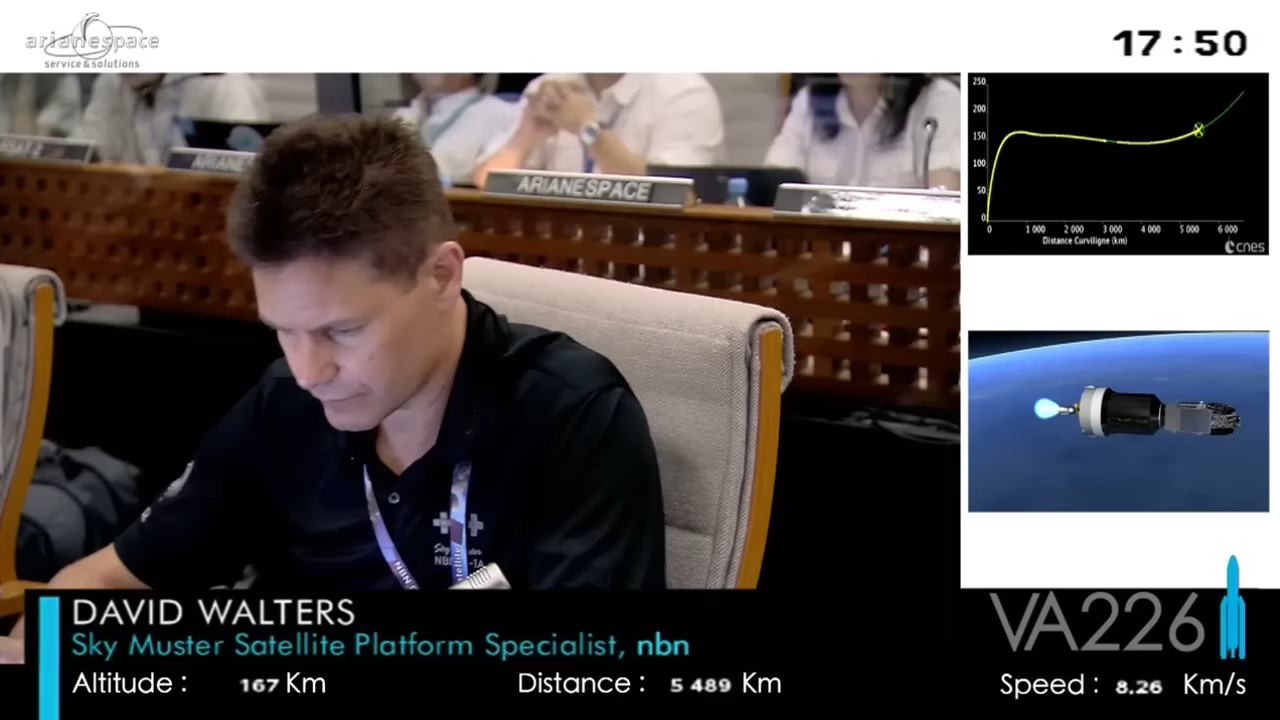 arianespace
service & solutions
17 : 50
ARIANESPACE
250
200
150
100
50
0
0 1 000 2 000 3 000 4 000 5 000 6 000
Distance Curviligne (km)
cnes
NBN
DAVID WALTERS
Sky Muster Satellite Platform Specialist, nbn
VA226
Altitude : 167 Km Distance : 5 489 Km Speed : 8.26 Km/s